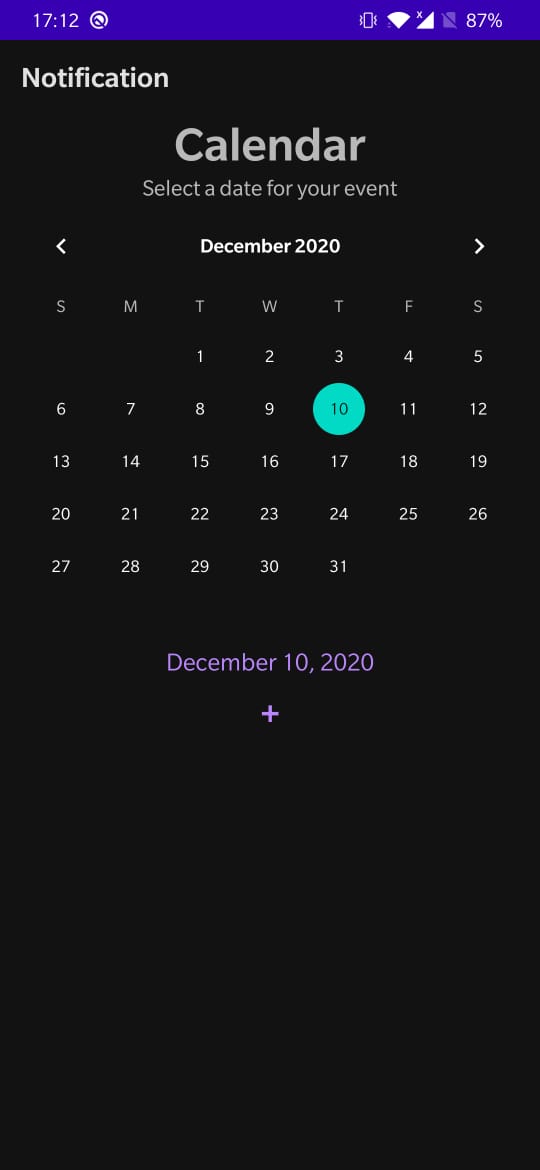 17:12 87%
Notification
Calendar
Select a date for your event
December 2020
S M T W T F S
1 2 3 4 5
6 7 8 9 10 11 12
13 14 15 16 17 18 19
20 21 22 23 24 25 26
27 28 29 30 31
December 10, 2020
+